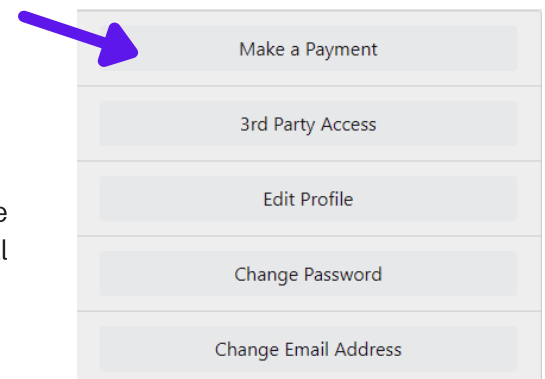 Make a Payment
3rd Party Access
e
l
Edit Profile
Change Password
Change Email Address